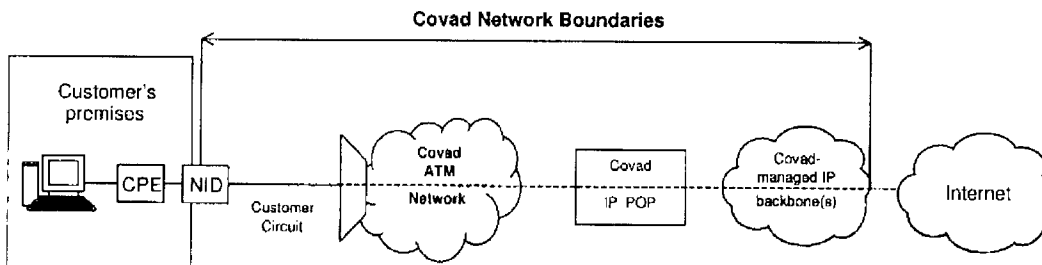 Covad Network Boundaries
Customer's
premises
CPE
NID
Customer
Circuit
Covad
ATM
Network
Covad
IP POP
Covad-
managed IP
backbone(s)
Internet